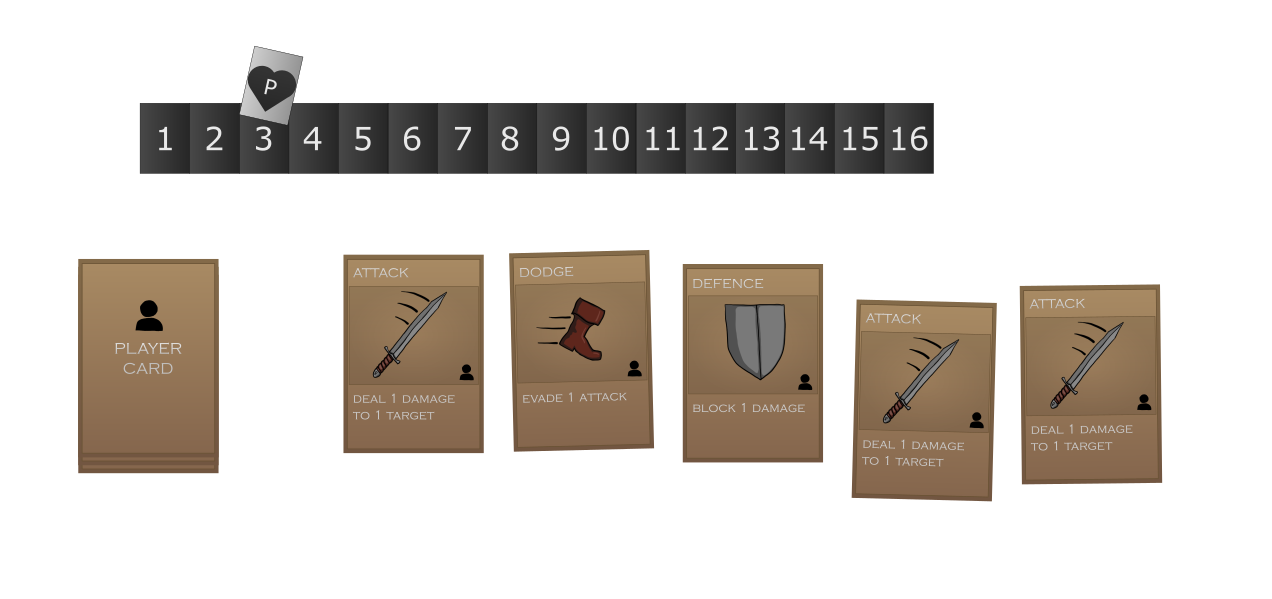 P
1 2 3 4 5 6 7 8 9 10 11 12 13 14 15 16
PLAYER
CARD
ATTACK
DEAL 1 DAMAGE
TO 1 TARGET
DODGE
EVADE 1 ATTACK
DEFENCE
BLOCK 1 DAMAGE
ATTACK
DEAL 1 DAMAGE
TO 1 TARGET
ATTACK
DEAL 1 DAMAGE
TO 1 TARGET